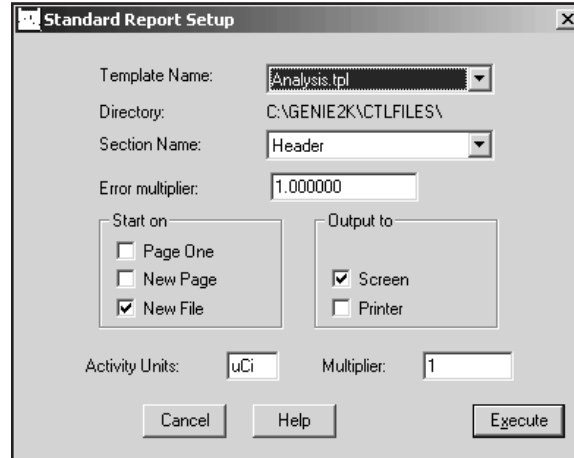 Standard Report Setup
Template Name: Analysis.tpl
Directory: C:\GENIE2K\CTLFILES\
Section Name: Header
Error multiplier: 1.000000
Start on
Page One
New Page
New File
Output to
Screen
Printer
Activity Units: uCi Multiplier: 1
Cancel Help Execute